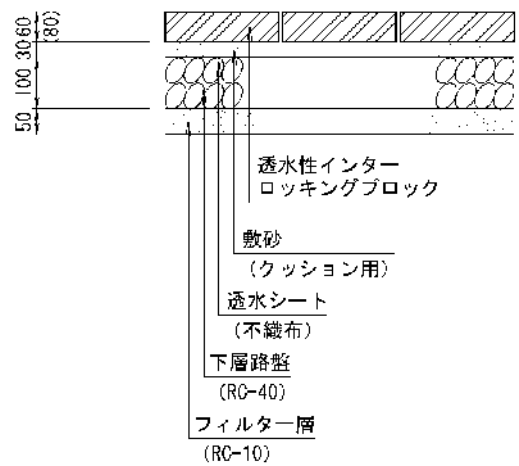 60
(80)
30
100
50
透水性インター
ロッキングブロック
敷砂
(クッション用)
透水シート
(不織布)
下層路盤
(RC-40)
フィルター層
(RC-10)